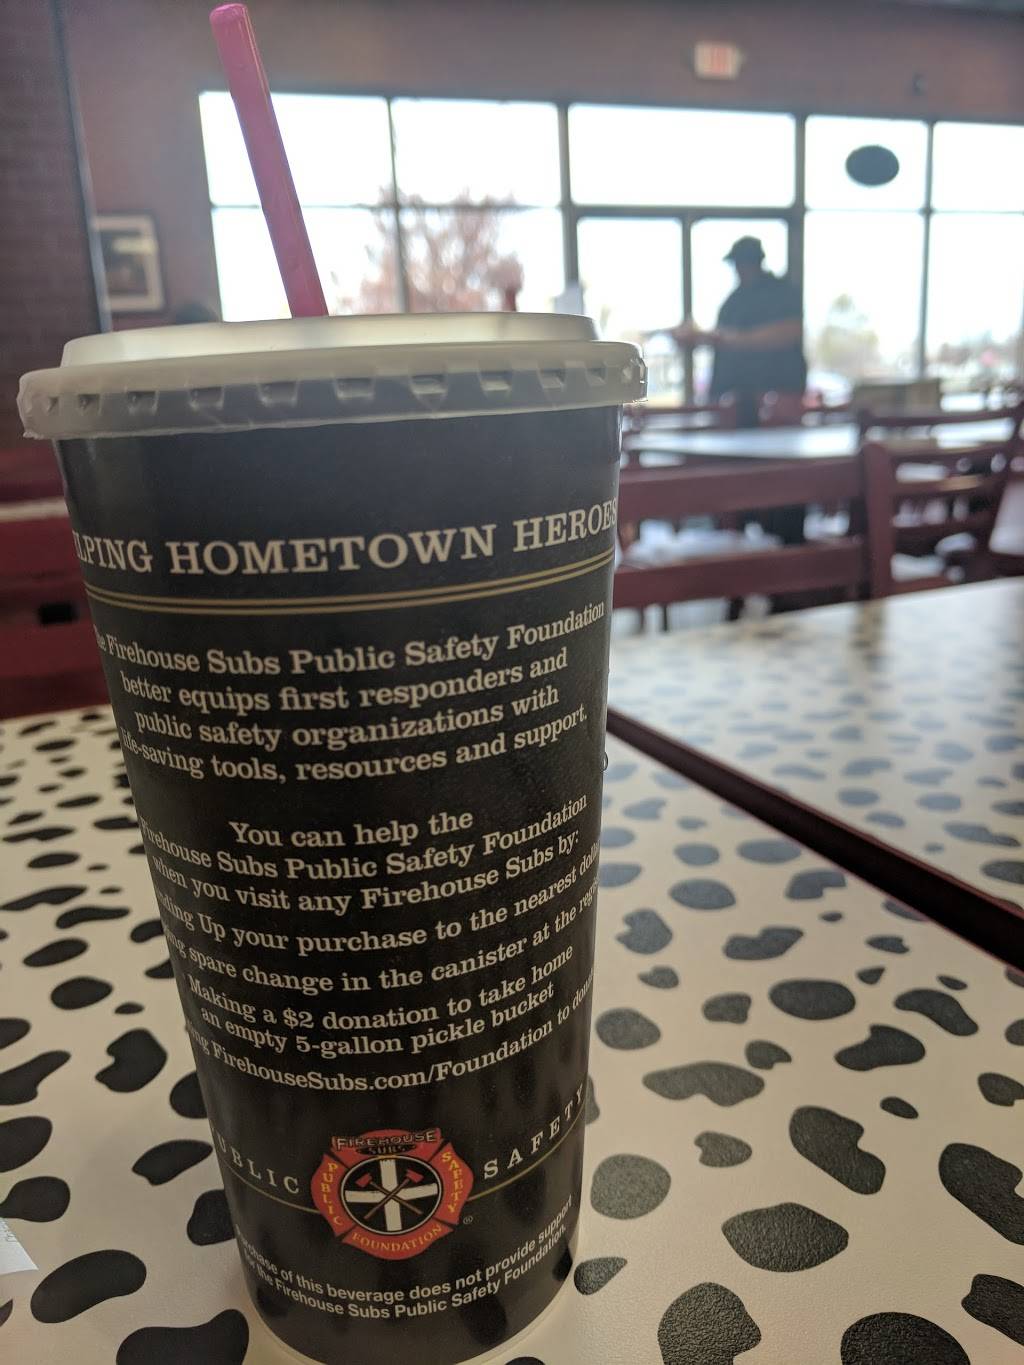 HOMETOWN
Firehouse Subs Public Safety Foundation
better equips first responders and
public safety organizations with
life-saving tools, resources and support.
You can help the
Firehouse Subs Public Safety Foundation
when you visit any Firehouse Subs by:
Up your purchase to the nearest
spare change in the canister at the
Making a $2 donation to take home
an empty 5-gallon pickle bucket
FirehouseSubs.com/Foundation to
FIREHOUSE
SUBS
PUBLIC
SAFETY
FOUNDATION
®
SAFETY
of this beverage does not provide support
for the Firehouse Subs Public Safety Foundation.